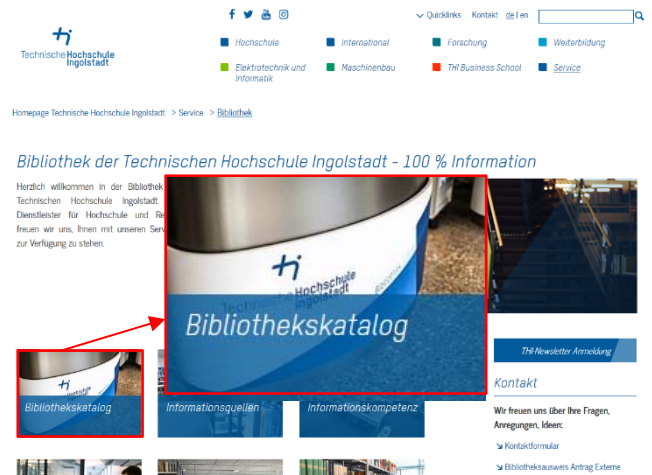 Quicklinks Kontakt de | en
Technische Hochschule
Ingolstadt
Hochschule International Forschung Weiterbildung
Elektrotechnik und Informatik Maschinenbau THI Business School Service
Homepage Technische Hochschule Ingolstadt > Service > Bibliothek
Bibliothek der Technischen Hochschule Ingolstadt - 100 % Information
Herzlich willkommen in der Bibliothek
Technischen Hochschule Ingolstadt.
Dienstleister für Hochschule und
freuen wir uns, Ihnen mit unseren
zur Verfügung zu stehen.
Technische Hochschule
Ingolstadt
Bibliothekskatalog
THI-Newsletter Anmeldung
Bibliothekskatalog Informationsquellen Informationskompetenz
Kontakt
Wir freuen uns über Ihre Fragen,
Anregungen, Ideen:
Kontaktformular
Bibliotheksausweis Antrag Externe